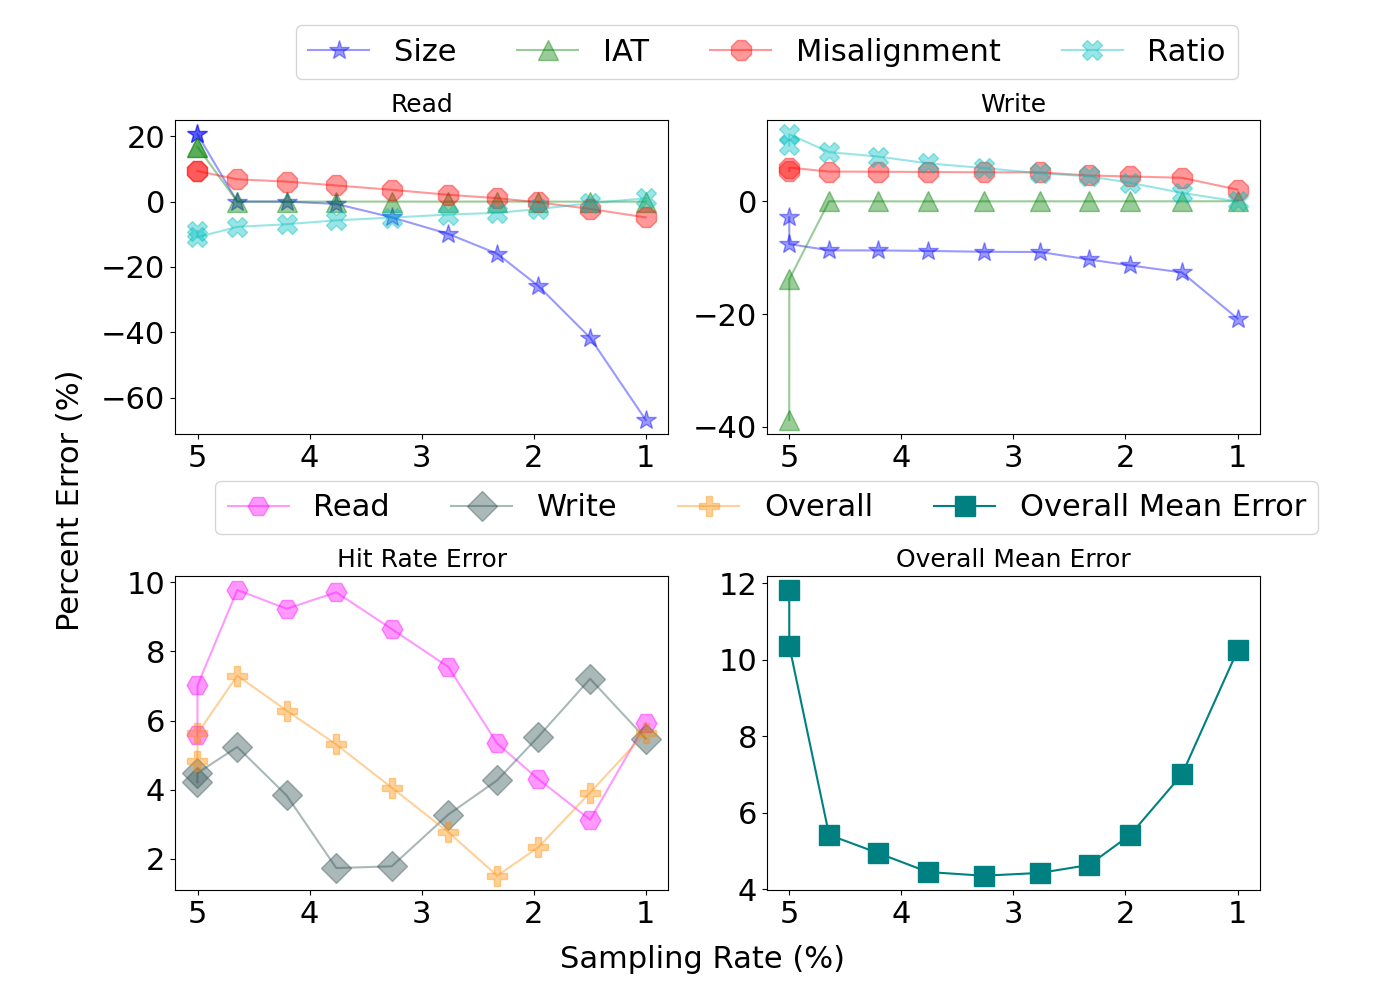 Size IAT Misalignment Ratio
Read Write
20
0
−20
−40
−60
5 4 3 2 1
0
−20
−40
5 4 3 2 1
Percent Error (%)
Read Write Overall Overall Mean Error
Hit Rate Error Overall Mean Error
10
8
6
4
2
5 4 3 2 1
12
10
8
6
4
5 4 3 2 1
Sampling Rate (%)